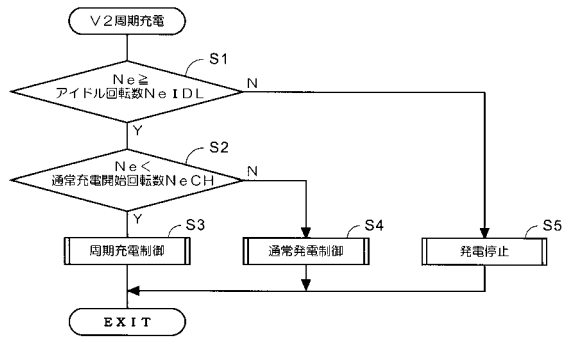 V2周期充電
S1
Ne≧
アイドル回転数NeIDL
N
Y
S2
Ne<
通常充電開始回転数NeCH
N
Y
S3
周期充電制御
S4
通常発電制御
S5
発電停止
EXIT